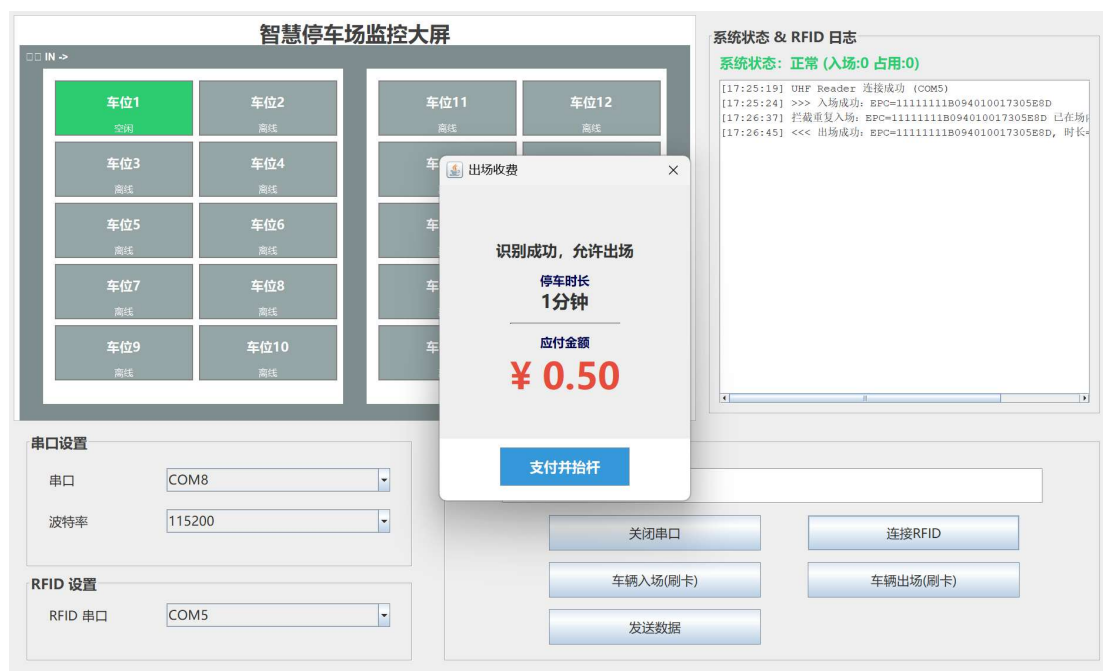 智慧停车场监控大屏
IN ->
车位1
空闲
车位2
离线
车位11
离线
车位12
离线
车位3
离线
车位4
离线
车
车位5
离线
车位6
离线
车
车位7
离线
车位8
离线
车
车位9
离线
车位10
离线
车
系统状态 & RFID 日志
系统状态：正常 (入场:0 占用:0)
[17:25:19] UHF Reader 连接成功 (COM5)
[17:25:24] >>> 入场成功: EPC=11111111B094010017305E8D
[17:26:37] 拦截重复入场: EPC=11111111B094010017305E8D 已在场内
[17:26:45] <<< 出场成功: EPC=11111111B094010017305E8D, 时长=
出场收费
识别成功，允许出场
停车时长
1分钟
应付金额
¥ 0.50
支付并抬杆
串口设置
串口
COM8
波特率
115200
RFID 设置
RFID 串口
COM5
关闭串口
连接RFID
车辆入场(刷卡)
车辆出场(刷卡)
发送数据